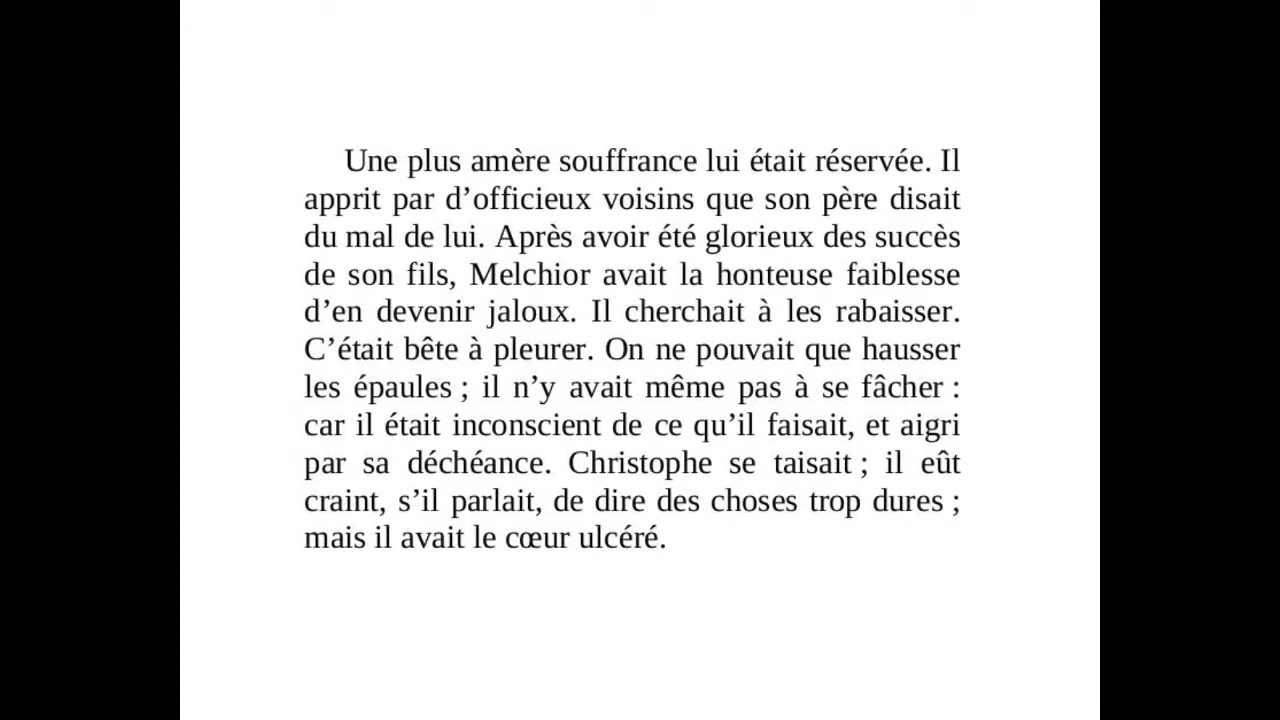 Une plus amère souffrance lui était réservée. Il
apprit par d’officieux voisins que son père disait
du mal de lui. Après avoir été glorieux des succès
de son fils, Melchior avait la honteuse faiblesse
d’en devenir jaloux. Il cherchait à les rabaisser.
C’était bête à pleurer. On ne pouvait que hausser
les épaules ; il n’y avait même pas à se fâcher :
car il était inconscient de ce qu’il faisait, et aigri
par sa déchéance. Christophe se taisait ; il eût
craint, s’il parlait, de dire des choses trop dures ;
mais il avait le cœur ulcéré.